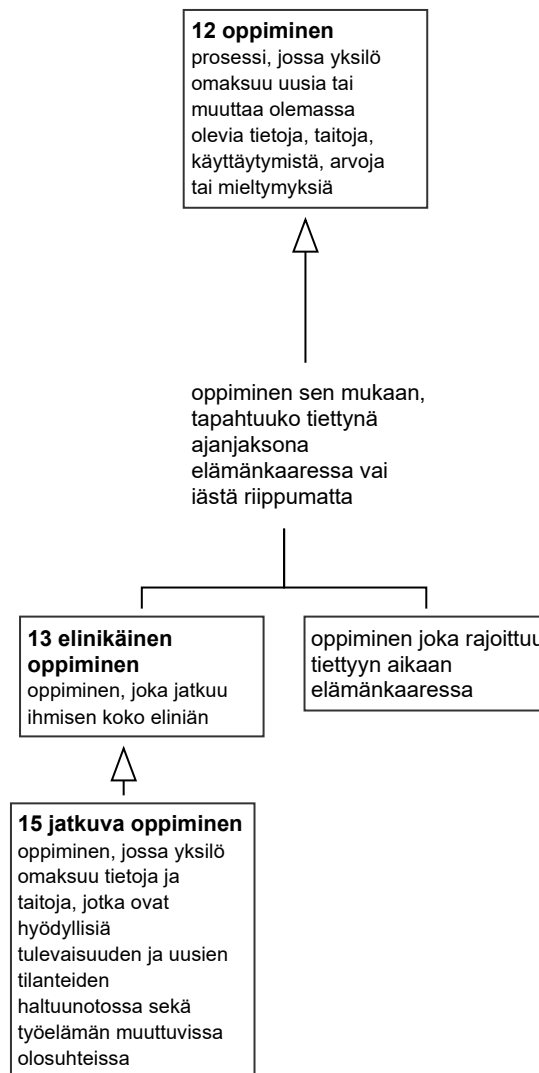 12 oppiminen
prosessi, jossa yksilö
omaksuu uusia tai
muuttaa olemassa
olevia tietoja, taitoja,
käyttäytymistä, arvoja
tai mieltymyksiä
oppiminen sen mukaan,
tapahtuuko tiettynä
ajanjaksona
elämänkaaressa vai
iästä riippumatta
13 elinikäinen
oppiminen
oppiminen, joka jatkuu
ihmisen koko eliniän
oppiminen joka rajoittuu
tiettyyn aikaan
elämänkaaressa
15 jatkuva oppiminen
oppiminen, jossa yksilö
omaksuu tietoja ja
taitoja, jotka ovat
hyödyllisiä
tulevaisuuden ja uusien
tilanteiden
haltuunotossa sekä
työelämän muuttuvissa
olosuhteissa